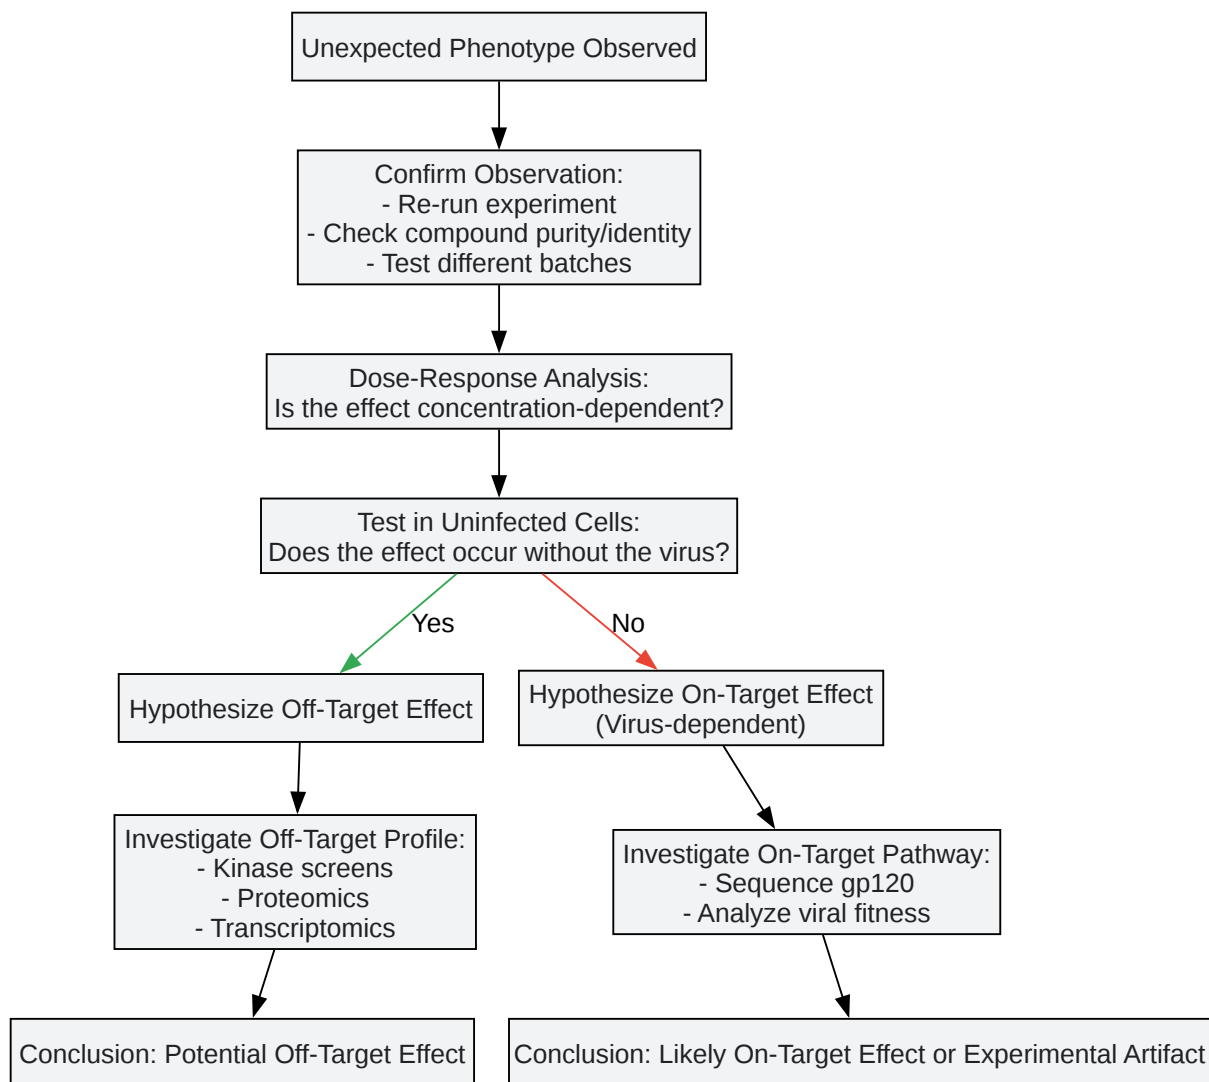 Unexpected Phenotype Observed
Confirm Observation:
- Re-run experiment
- Check compound purity/identity
- Test different batches
Dose-Response Analysis:
Is the effect concentration-dependent?
Test in Uninfected Cells:
Does the effect occur without the virus?
Yes
No
Hypothesize Off-Target Effect
Hypothesize On-Target Effect
(Virus-dependent)
Investigate Off-Target Profile:
- Kinase screens
- Proteomics
- Transcriptomics
Investigate On-Target Pathway:
- Sequence gp120
- Analyze viral fitness
Conclusion: Potential Off-Target Effect
Conclusion: Likely On-Target Effect or Experimental Artifact